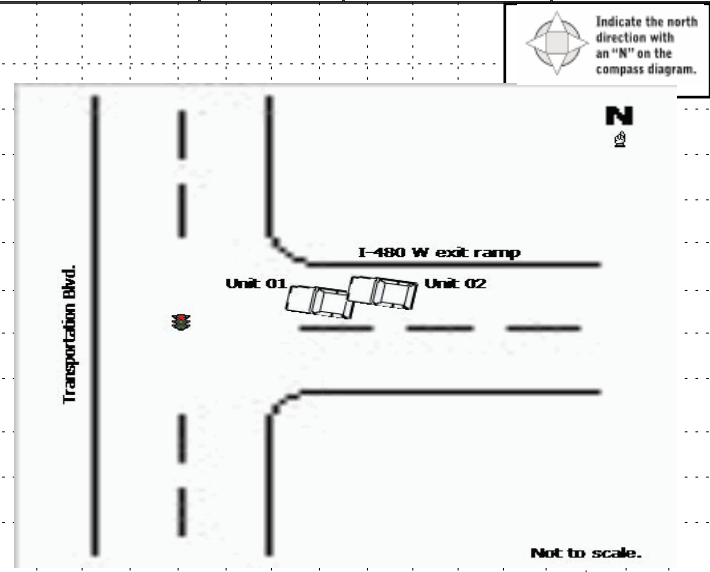 Indicate the north
direction with
an “N” on the
compass diagram.
N
I-480 W exit ramp
Unit 01
Unit 02
Transportation Blvd.
Not to scale.